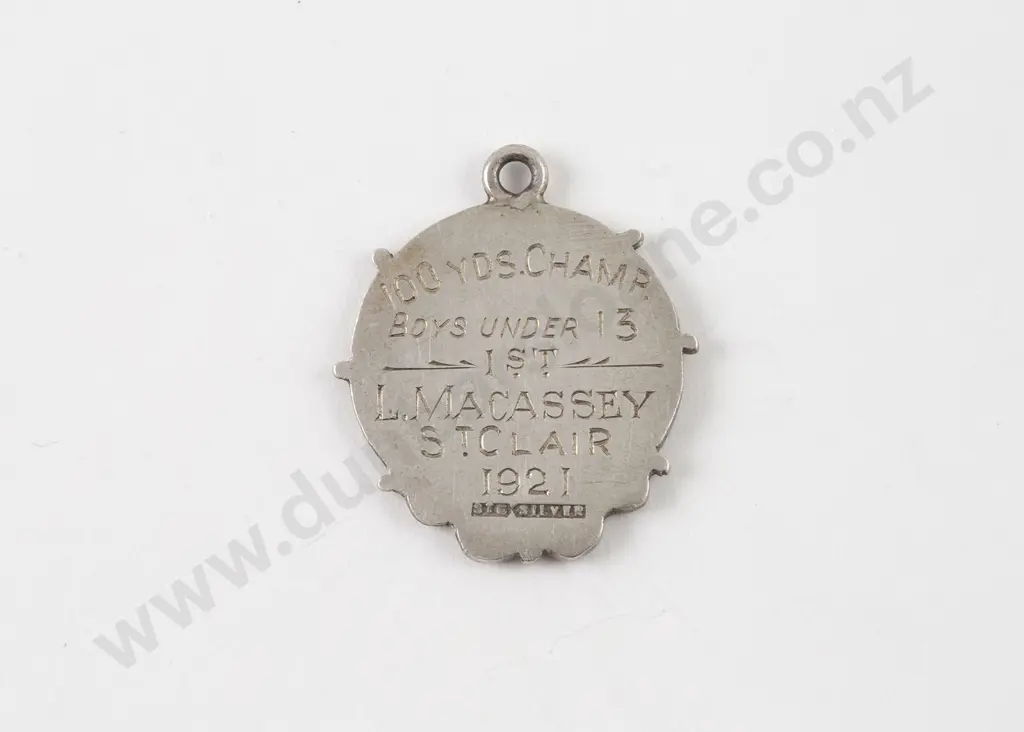 100 YDS. CHAMP.
BOYS UNDER 13
1ST
L. MACASSEY
ST CLAIR
1921
STG SILVER